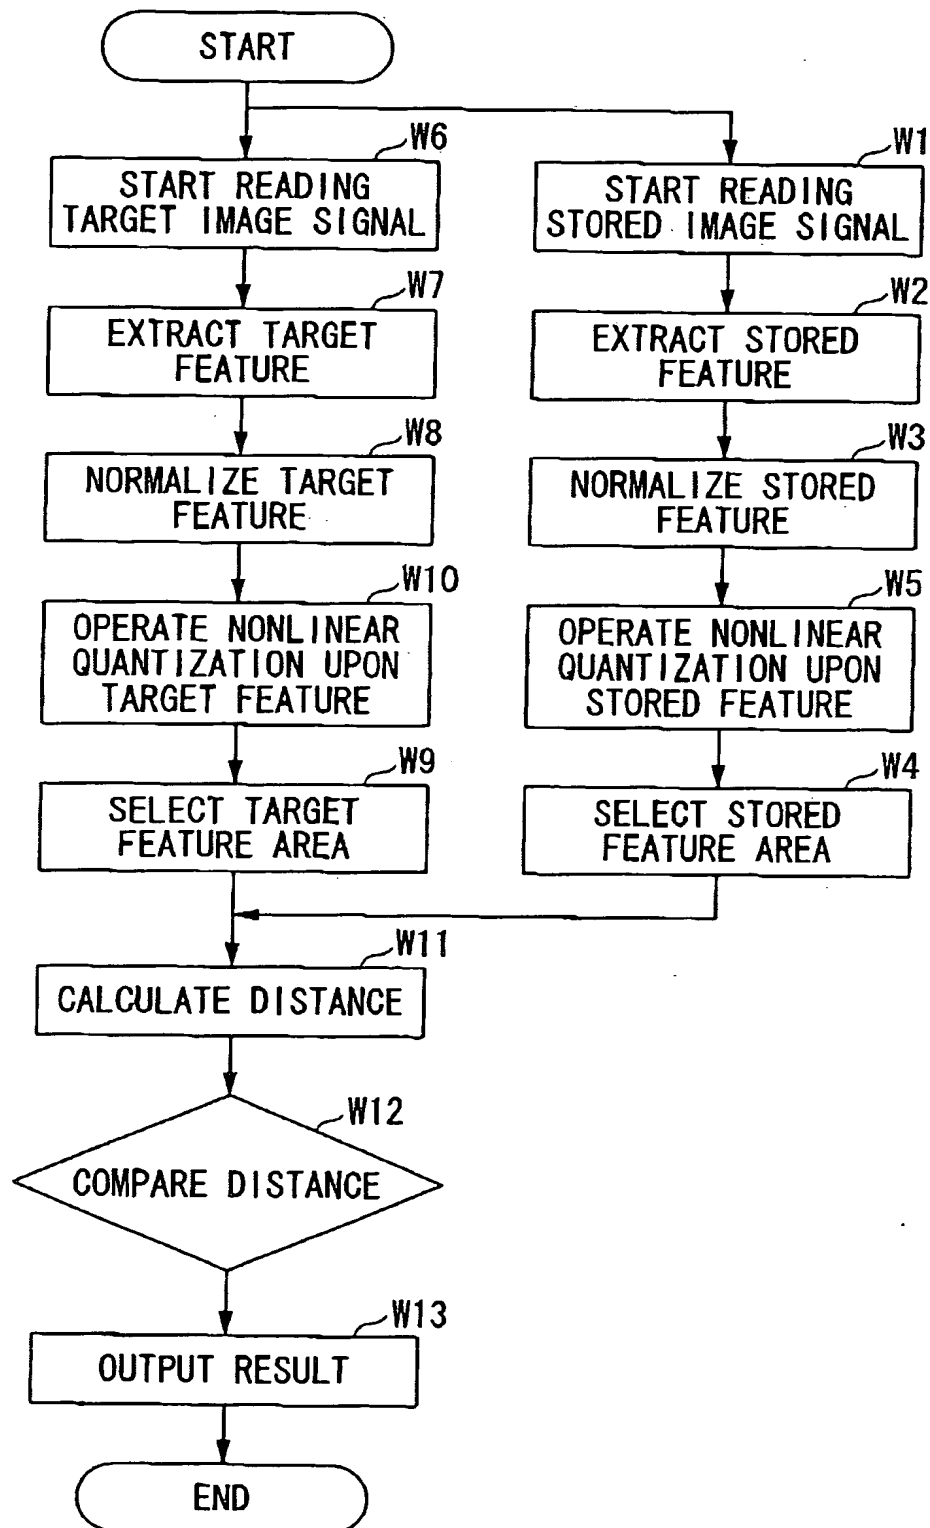 START
W6
START READING
TARGET IMAGE SIGNAL
W1
START READING
STORED IMAGE SIGNAL
W7
EXTRACT TARGET
FEATURE
W2
EXTRACT STORED
FEATURE
W8
NORMALIZE TARGET
FEATURE
W3
NORMALIZE STORED
FEATURE
W10
OPERATE NONLINEAR
QUANTIZATION UPON
TARGET FEATURE
W5
OPERATE NONLINEAR
QUANTIZATION UPON
STORED FEATURE
W9
SELECT TARGET
FEATURE AREA
W4
SELECT STORED
FEATURE AREA
W11
CALCULATE DISTANCE
W12
COMPARE DISTANCE
W13
OUTPUT RESULT
END